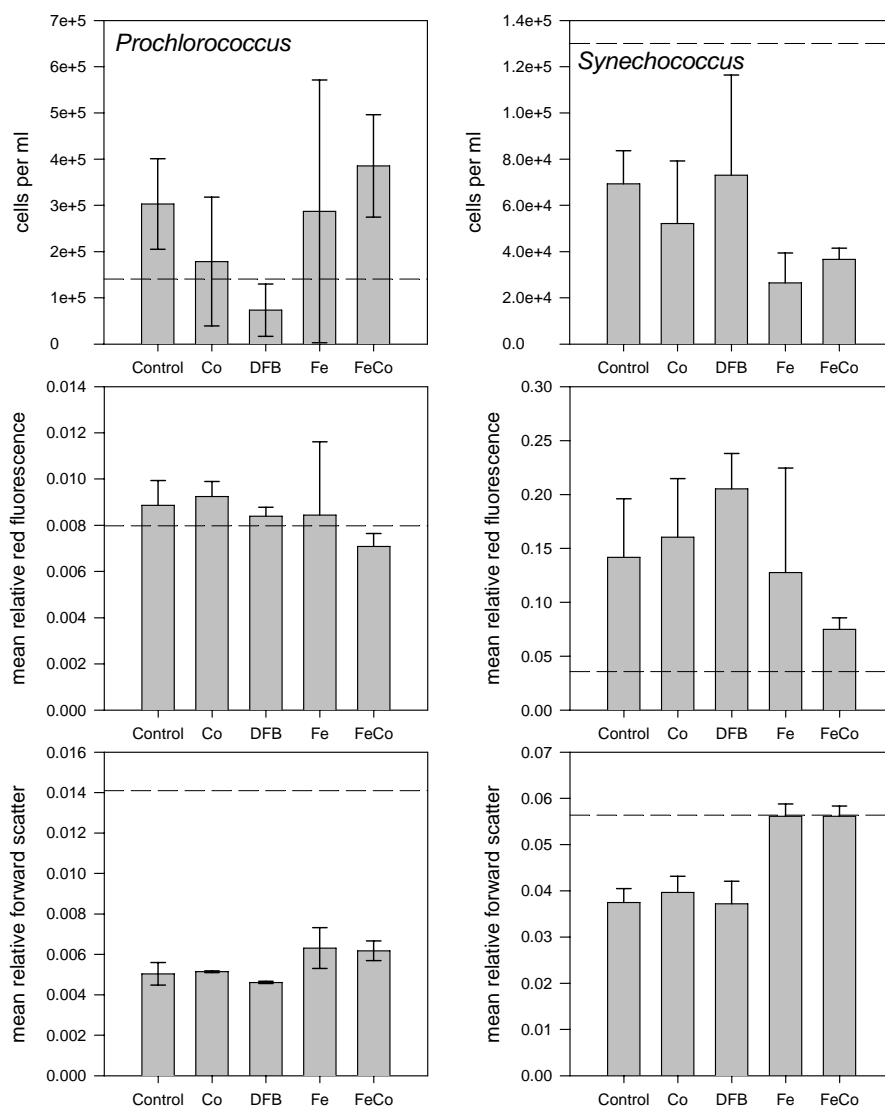 Prochlorococcus
cells per ml
7e+5
6e+5
5e+5
4e+5
3e+5
2e+5
1e+5
0
Control Co DFB Fe FeCo
Synechococcus
cells per ml
1.4e+5
1.2e+5
1.0e+5
8.0e+4
6.0e+4
4.0e+4
2.0e+4
0.0
Control Co DFB Fe FeCo
mean relative red fluorescence
0.014
0.012
0.010
0.008
0.006
0.004
0.002
0.000
Control Co DFB Fe FeCo
mean relative red fluorescence
0.30
0.25
0.20
0.15
0.10
0.05
0.00
Control Co DFB Fe FeCo
mean relative forward scatter
0.016
0.014
0.012
0.010
0.008
0.006
0.004
0.002
0.000
Control Co DFB Fe FeCo
mean relative forward scatter
0.07
0.06
0.05
0.04
0.03
0.02
0.01
0.00
Control Co DFB Fe FeCo